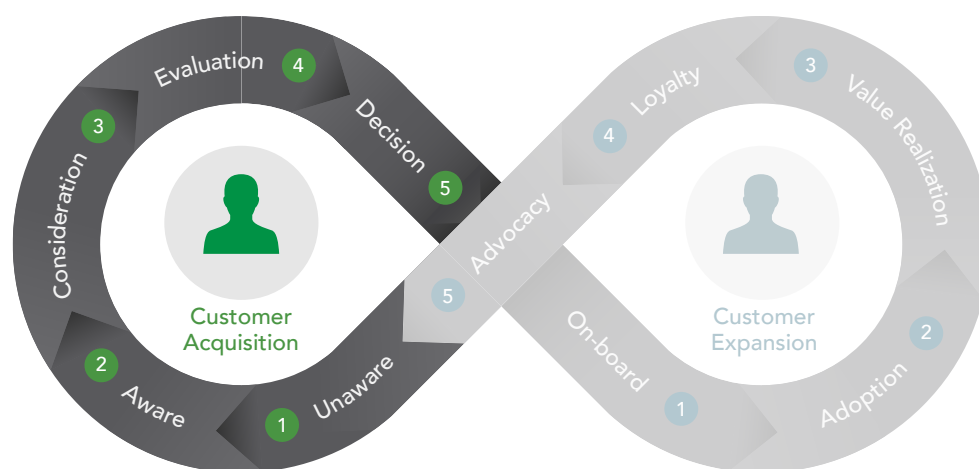 Unaware
1
Aware
2
Consideration
3
Evaluation
4
Decision
5
Customer
Acquisition
On-board
1
Adoption
2
Value Realization
3
Loyalty
4
Advocacy
5
Customer
Expansion